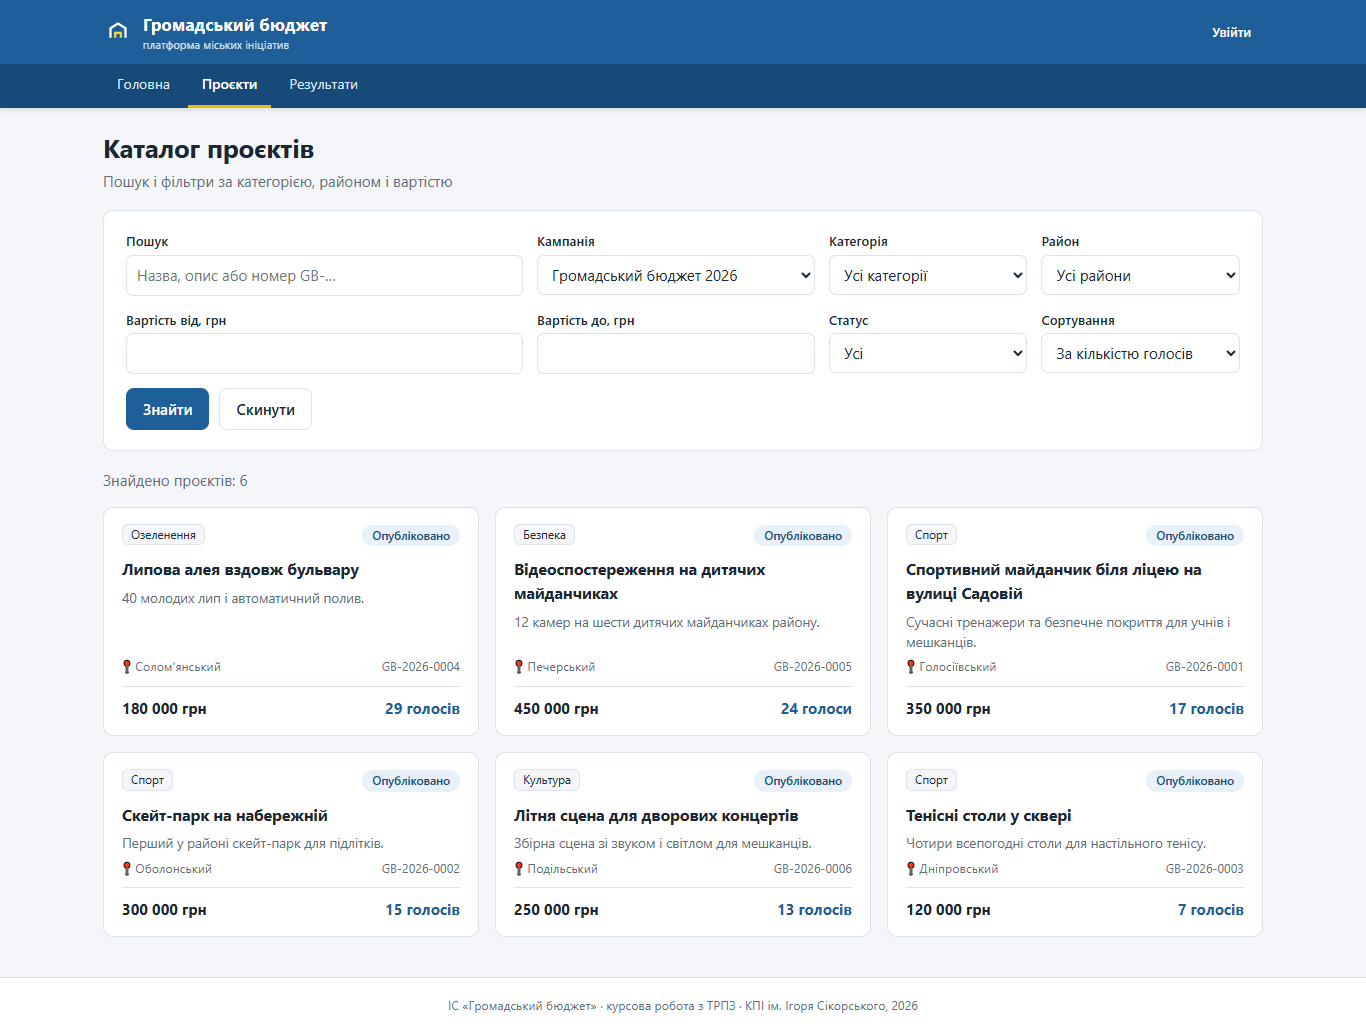 Громадський бюджет
платформа міських ініціатив
Увійти
Головна
Проєкти
Результати
Каталог проєктів
Пошук і фільтри за категорією, районом і вартістю
Пошук
Кампанія
Категорія
Район
Назва, опис або номер GB-...
Громадський бюджет 2026
Усі категорії
Усі райони
Вартість від, грн
Вартість до, грн
Статус
Сортування
Усі
За кількістю голосів
Знайти
Скинути
Знайдено проєктів: 6
Озеленення
Опубліковано
Липова алея вздовж бульвару
40 молодих лип і автоматичний полив.
Солом'янський
GB-2026-0004
180 000 грн
29 голосів
Безпека
Опубліковано
Відеоспостереження на дитячих
майданчиках
12 камер на шести дитячих майданчиках району.
Печерський
GB-2026-0005
450 000 грн
24 голоси
Спорт
Опубліковано
Спортивний майданчик біля ліцею на
вулиці Садовій
Сучасні тренажери та безпечне покриття для учнів і
мешканців.
Голосіївський
GB-2026-0001
350 000 грн
17 голосів
Спорт
Опубліковано
Скейт-парк на набережній
Перший у районі скейт-парк для підлітків.
Оболонський
GB-2026-0002
300 000 грн
15 голосів
Культура
Опубліковано
Літня сцена для дворових концертів
Збірна сцена зі звуком і світлом для мешканців.
Подільський
GB-2026-0006
250 000 грн
13 голосів
Спорт
Опубліковано
Тенісні столи у сквері
Чотири всепогодні столи для настільного тенісу.
Дніпровський
GB-2026-0003
120 000 грн
7 голосів
ІС «Громадський бюджет» · курсова робота з ТРПЗ · КПІ ім. Ігоря Сікорського, 2026